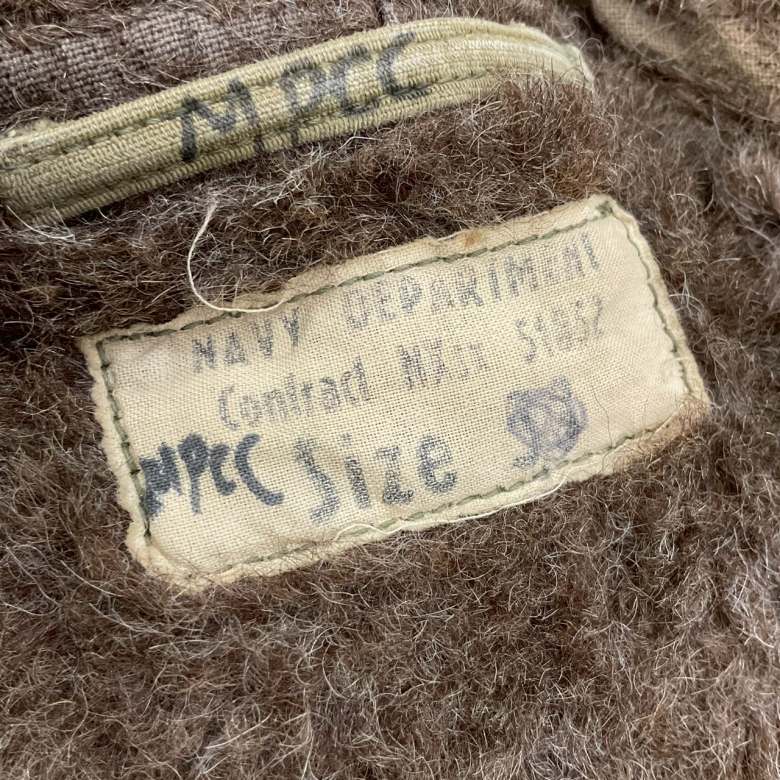 MPCC
NAVY DEPARTMENT
Contract NXsx 51852
MPCC Size